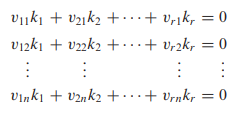 v₁₁k₁ + v₂₁k₂ + · · · + vᵣ₁kᵣ = 0
v₁₂k₁ + v₂₂k₂ + · · · + vᵣ₂kᵣ = 0
⋮ ⋮ ⋮ ⋮
v₁ₙk₁ + v₂ₙk₂ + · · · + vᵣₙkᵣ = 0